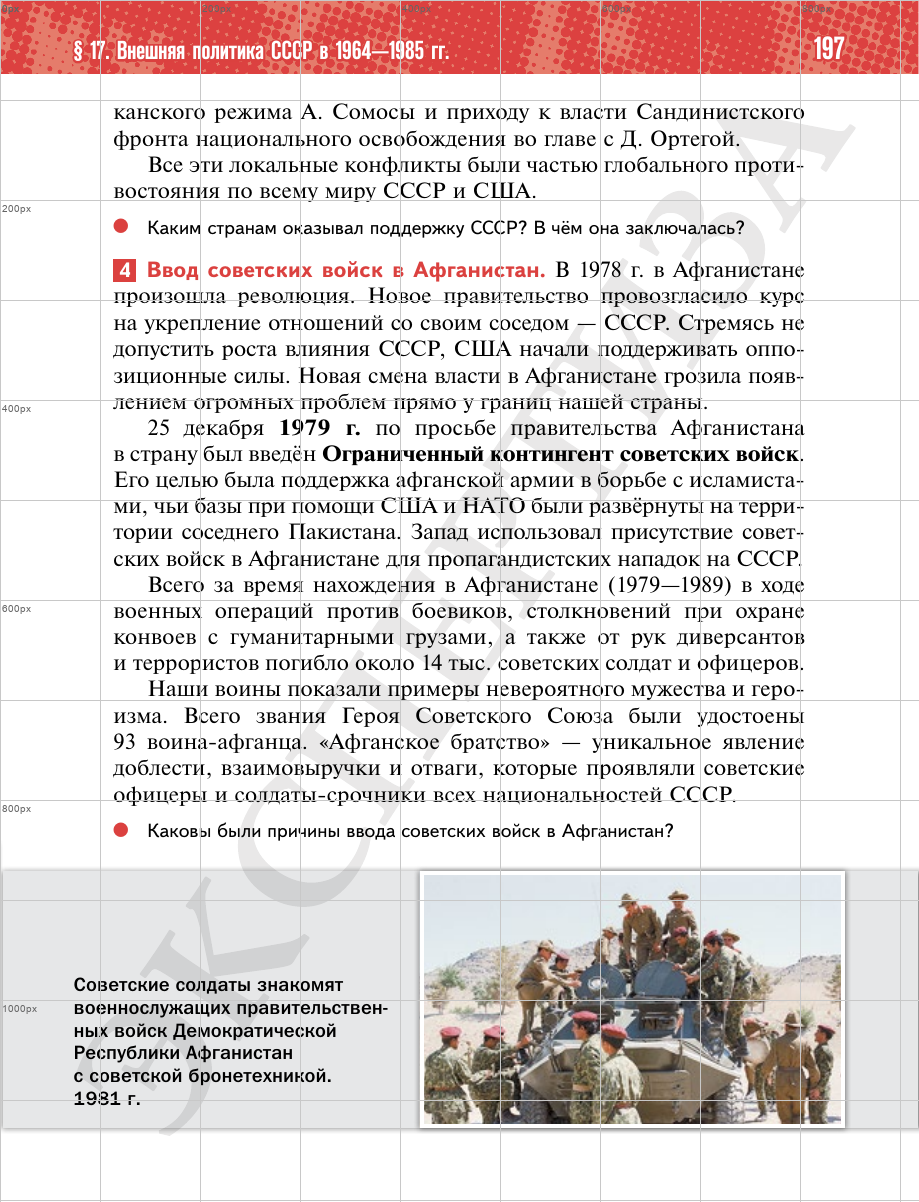 § 17. Внешняя политика СССР в 1964—1985 гг.
197
канского режима А. Сомосы и приходу к власти Сандинистского
фронта национального освобождения во главе с Д. Ортегой.
Все эти локальные конфликты были частью глобального проти-
востояния по всему миру СССР и США.
Каким странам оказывал поддержку СССР? В чём она заключалась?
4 Ввод советских войск в Афганистан. В 1978 г. в Афганистане
произошла революция. Новое правительство провозгласило курс
на укрепление отношений со своим соседом — СССР. Стремясь не
допустить роста влияния СССР, США начали поддерживать оппо-
зиционные силы. Новая смена власти в Афганистане грозила появ-
лением огромных проблем прямо у границ нашей страны.
25 декабря 1979 г. по просьбе правительства Афганистана
в страну был введён Ограниченный контингент советских войск.
Его целью была поддержка афганской армии в борьбе с исламиста-
ми, чьи базы при помощи США и НАТО были развёрнуты на терри-
тории соседнего Пакистана. Запад использовал присутствие совет-
ских войск в Афганистане для пропагандистских нападок на СССР.
Всего за время нахождения в Афганистане (1979—1989) в ходе
военных операций против боевиков, столкновений при охране
конвоев с гуманитарными грузами, а также от рук диверсантов
и террористов погибло около 14 тыс. советских солдат и офицеров.
Наши воины показали примеры невероятного мужества и геро-
изма. Всего звания Героя Советского Союза были удостоены
93 воина-афганца. «Афганское братство» — уникальное явление
доблести, взаимовыручки и отваги, которые проявляли советские
офицеры и солдаты-срочники всех национальностей СССР.
Каковы были причины ввода советских войск в Афганистан?
Советские солдаты знакомят
военнослужащих правительствен-
ных войск Демократической
Республики Афганистан
с советской бронетехникой.
1981 г.
ЭКСПЕРТИЗА
200px
400px
600px
800px
1000px